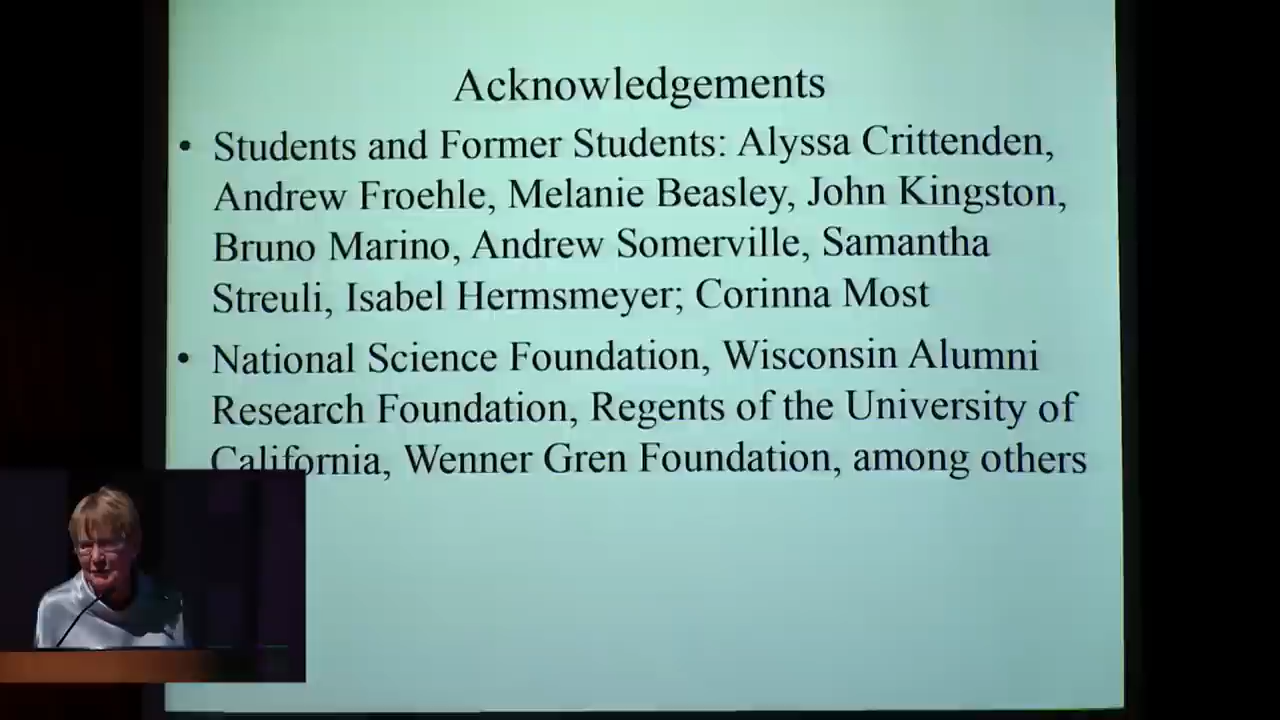 Acknowledgements
• Students and Former Students: Alyssa Crittenden,
Andrew Froehle, Melanie Beasley, John Kingston,
Bruno Marino, Andrew Somerville, Samantha
Streuli, Isabel Hermsmeyer; Corinna Most
• National Science Foundation, Wisconsin Alumni
Research Foundation, Regents of the University of
California, Wenner Gren Foundation, among others